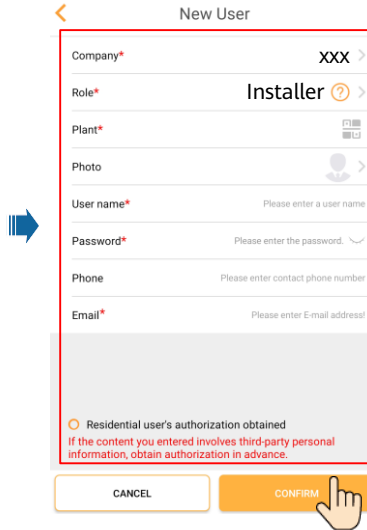 New User
Company* xxx
Role* Installer ?
Plant*
Photo
User name* Please enter a user name
Password* Please enter the password.
Phone Please enter contact phone number
Email* Please enter E-mail address!
Residential user's authorization obtained
If the content you entered involves third-party personal
information, obtain authorization in advance.
CANCEL CONFIRM